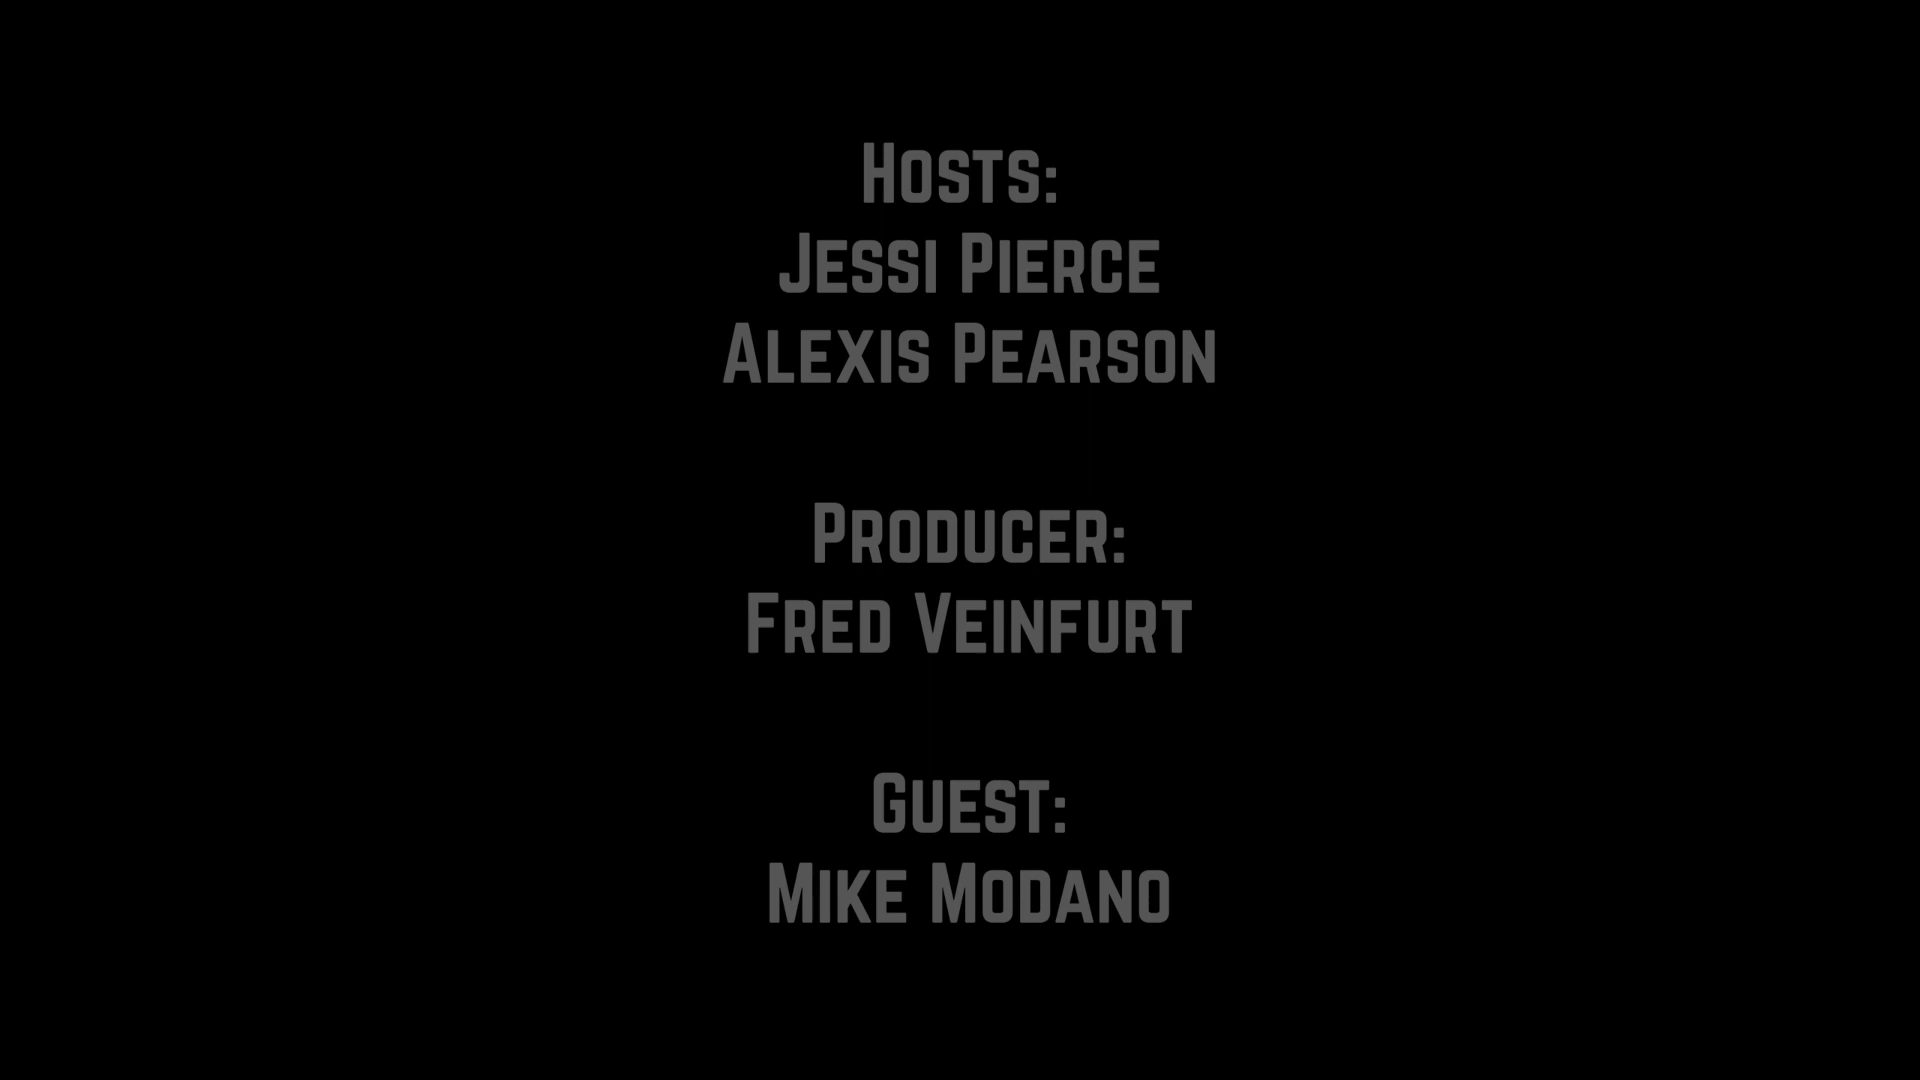 Hosts:
Jessi Pierce
Alexis Pearson
Producer:
Fred Veinfurt
Guest:
Mike Modano